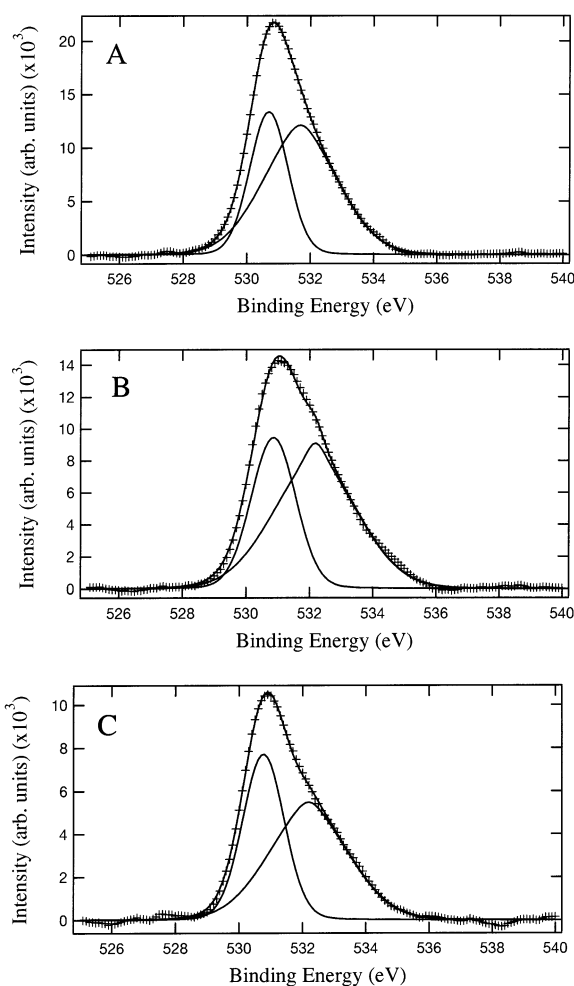 A
Intensity (arb. units) (x10³)
20
15
10
5
0
526 528 530 532 534 536 538 540
Binding Energy (eV)
B
Intensity (arb. units) (x10³)
14
12
10
8
6
4
2
0
526 528 530 532 534 536 538 540
Binding Energy (eV)
C
Intensity (arb. units) (x10³)
10
8
6
4
2
0
526 528 530 532 534 536 538 540
Binding Energy (eV)